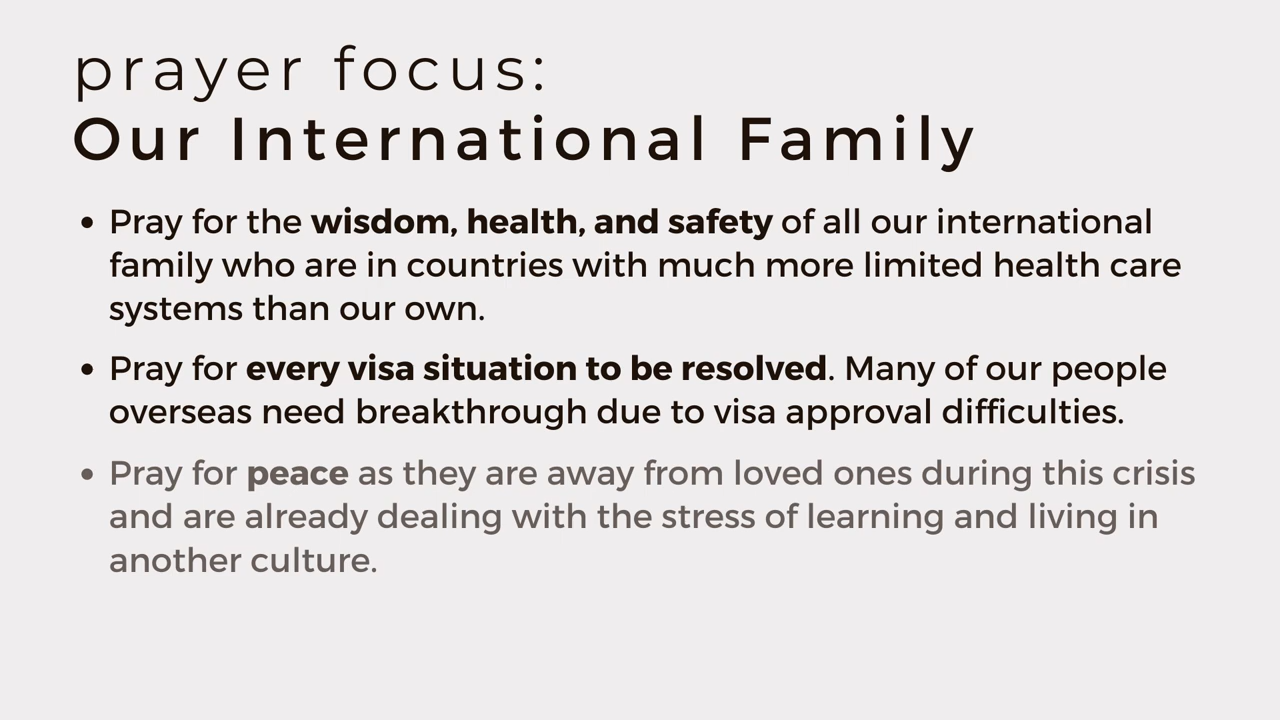 prayer focus:
Our International Family
• Pray for the wisdom, health, and safety of all our international
family who are in countries with much more limited health care
systems than our own.
• Pray for every visa situation to be resolved. Many of our people
overseas need breakthrough due to visa approval difficulties.
• Pray for peace as they are away from loved ones during this crisis
and are already dealing with the stress of learning and living in
another culture.